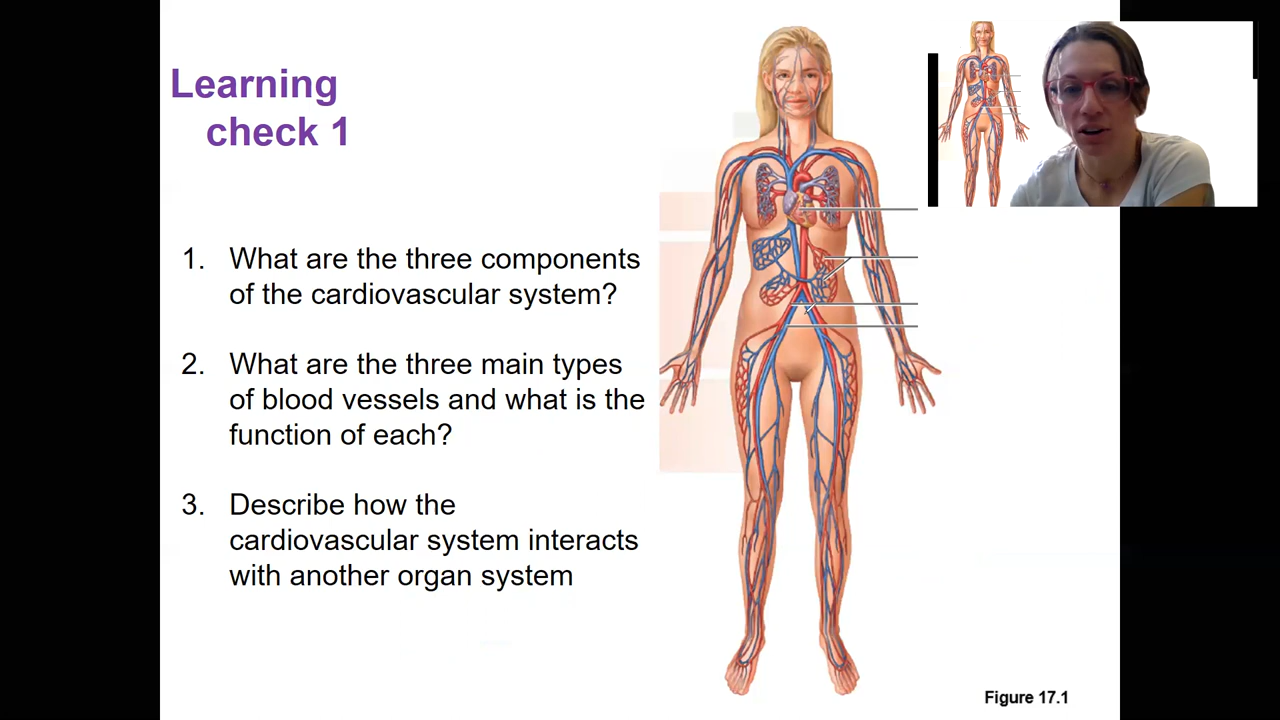 Learning
check 1
1. What are the three components
of the cardiovascular system?
2. What are the three main types
of blood vessels and what is the
function of each?
3. Describe how the
cardiovascular system interacts
with another organ system
Figure 17.1